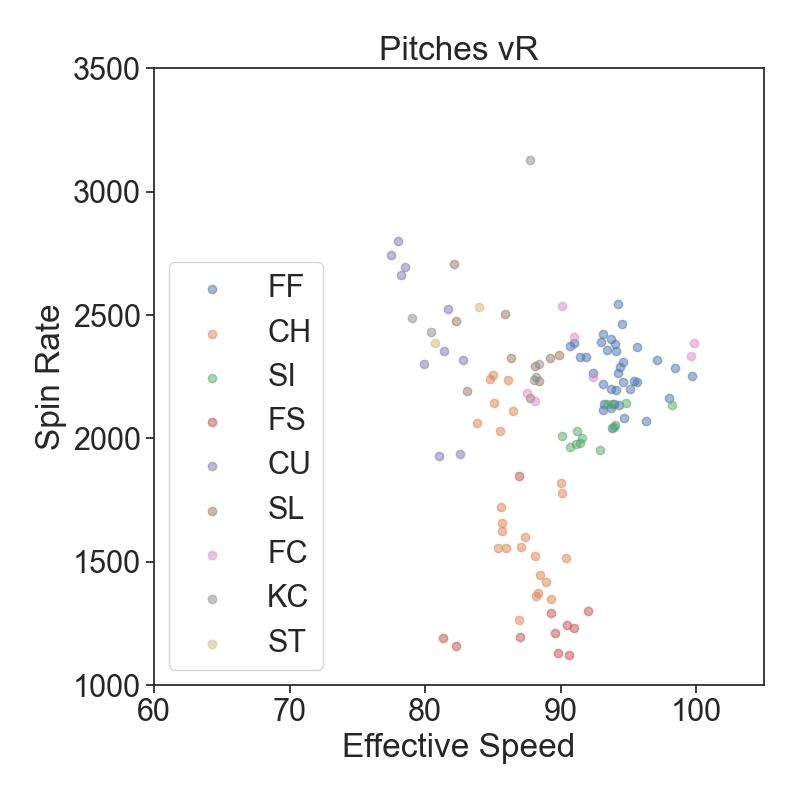 Pitches vR
3500
3000
2500
2000
1500
1000
Spin Rate
FF
CH
SI
FS
CU
SL
FC
KC
ST
60 70 80 90 100
Effective Speed